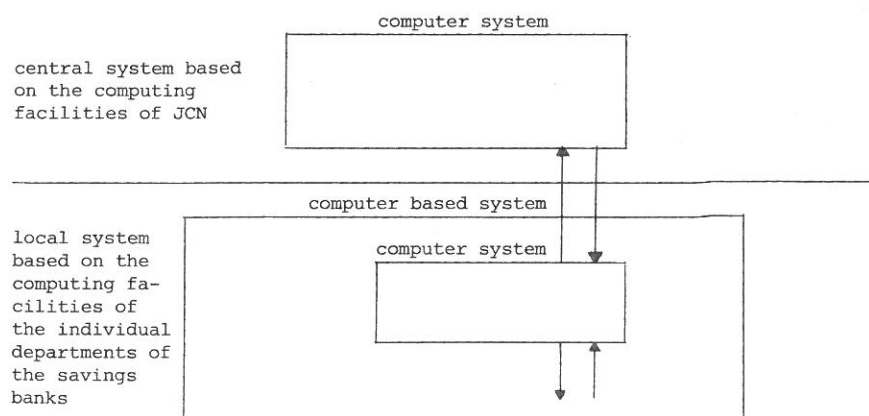 computer system
central system based
on the computing
facilities of JCN
computer based system
computer system
local system
based on the
computing fa-
cilities of
the individual
departments of
the savings
banks